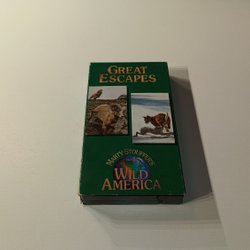 GREAT
ESCAPES
MARTY STOUFFER'S
WILD
AMERICA